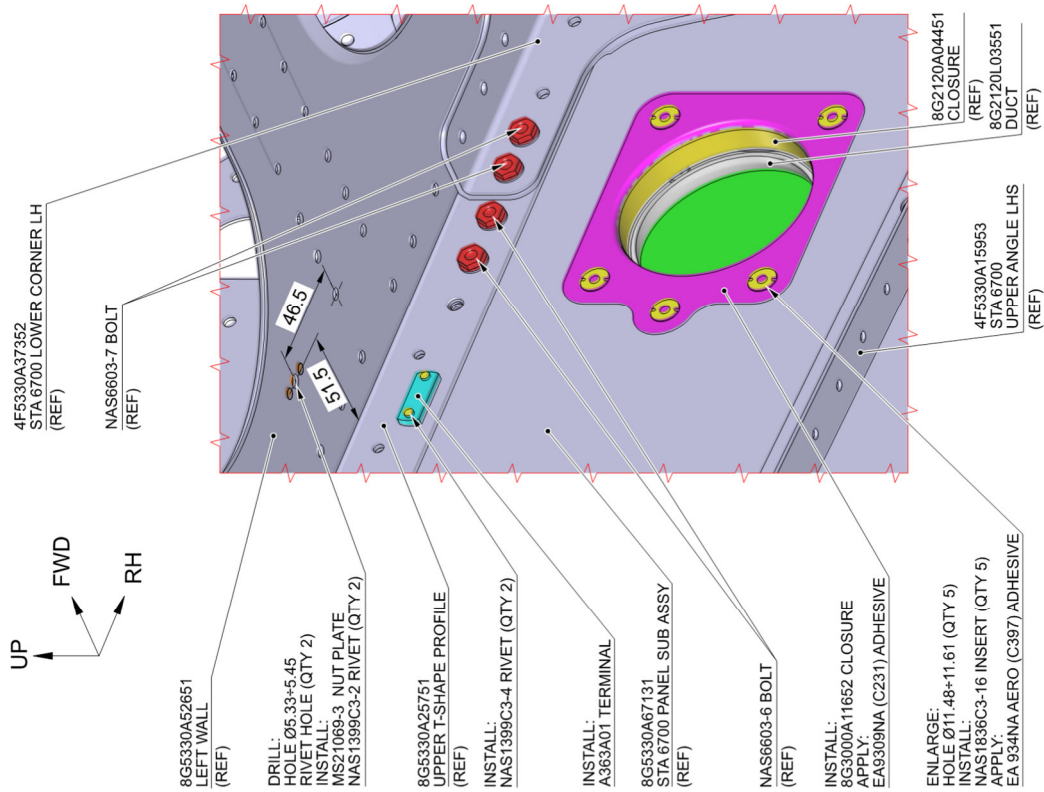 UP
FWD
RH
4F5330A37352
STA 6700 LOWER CORNER LH
(REF)
NAS6603-7 BOLT
(REF)
8G5330A52651
LEFT WALL
(REF)
DRILL:
HOLE Ø5.33÷5.45
RIVET HOLE (QTY 2)
INSTALL:
MS21069-3 NUT PLATE
NAS1399C3-2 RIVET (QTY 2)
8G5330A25751
UPPER T-SHAPE PROFILE
(REF)
INSTALL:
NAS1399C3-4 RIVET (QTY 2)
INSTALL:
A363A01 TERMINAL
8G5330A67131
STA 6700 PANEL SUB ASSY
(REF)
NAS6603-6 BOLT
(REF)
INSTALL:
8G3000A11652 CLOSURE
APPLY:
EA9309NA (C231) ADHESIVE
ENLARGE:
HOLE Ø11.48÷11.61 (QTY 5)
INSTALL:
NAS1836C3-16 INSERT (QTY 5)
APPLY:
EA 934NA AERO (C397) ADHESIVE
46.5
51.5
8G2120A04451
CLOSURE
(REF)
8G2120L03551
DUCT
(REF)
4F5330A15953
STA 6700
UPPER ANGLE LHS
(REF)